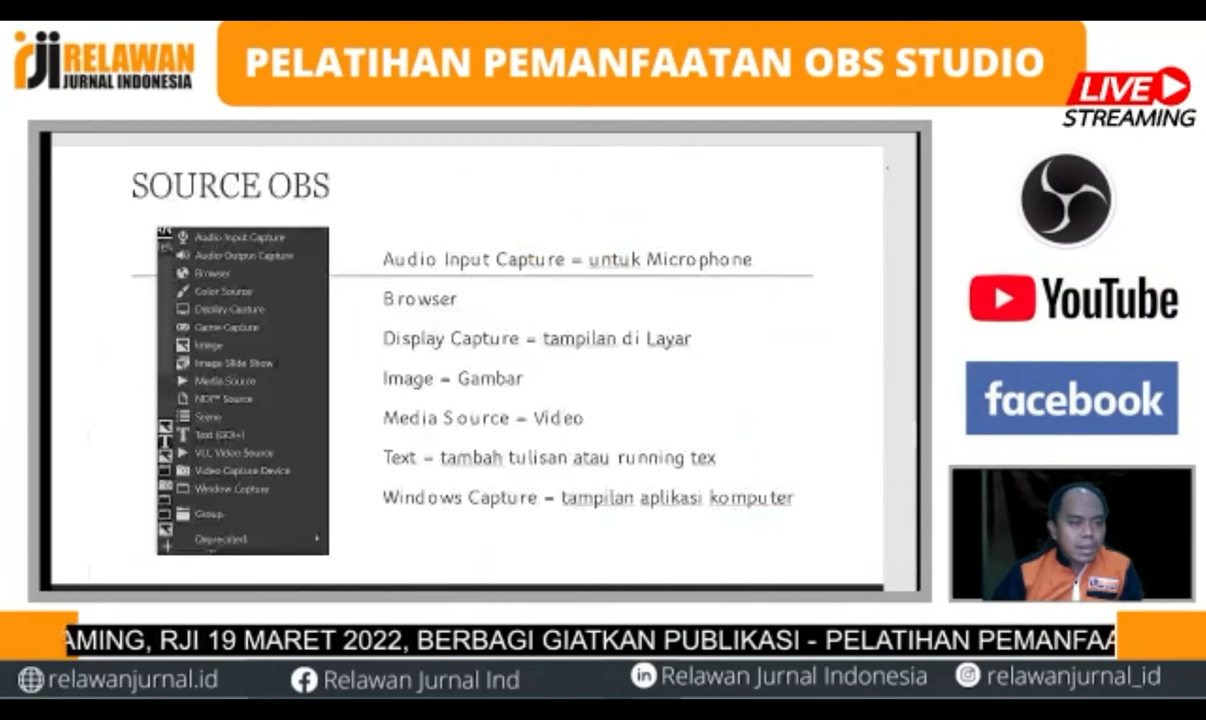 RELAWAN
JURNAL INDONESIA
PELATIHAN PEMANFAATAN OBS STUDIO
LIVE
STREAMING
SOURCE OBS
Audio Input Capture
Audio Output Capture
Browser
Color Source
Display Capture
Game Capture
Image
Image Slide Show
Media Source
NDI™ Source
Scene
Text (GDI+)
VLC Video Source
Video Capture Device
Window Capture
Group
Deprecated
Audio Input Capture = untuk Microphone
Browser
Display Capture = tampilan di Layar
Image = Gambar
Media Source = Video
Text = tambah tulisan atau running tex
Windows Capture = tampilan aplikasi komputer
YouTube
facebook
AMING, RJI 19 MARET 2022, BERBAGI GIATKAN PUBLIKASI - PELATIHAN PEMANFAA
relawanjurnal.id
Relawan Jurnal Ind
Relawan Jurnal Indonesia
relawanjurnal_id